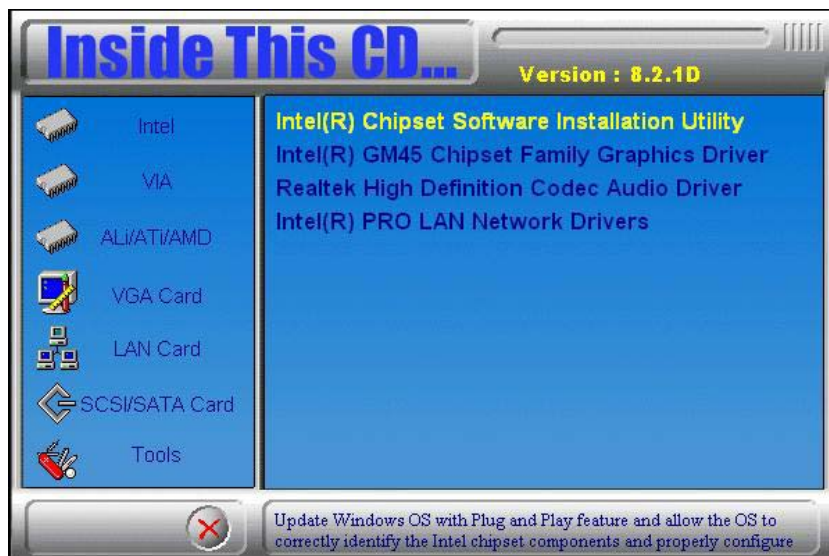 Inside This CD...
Version : 8.2.1D
Intel
VIA
ALi/ATi/AMD
VGA Card
LAN Card
SCSI/SATA Card
Tools
Intel(R) Chipset Software Installation Utility
Intel(R) GM45 Chipset Family Graphics Driver
Realtek High Definition Codec Audio Driver
Intel(R) PRO LAN Network Drivers
Update Windows OS with Plug and Play feature and allow the OS to
correctly identify the Intel chipset components and properly configure